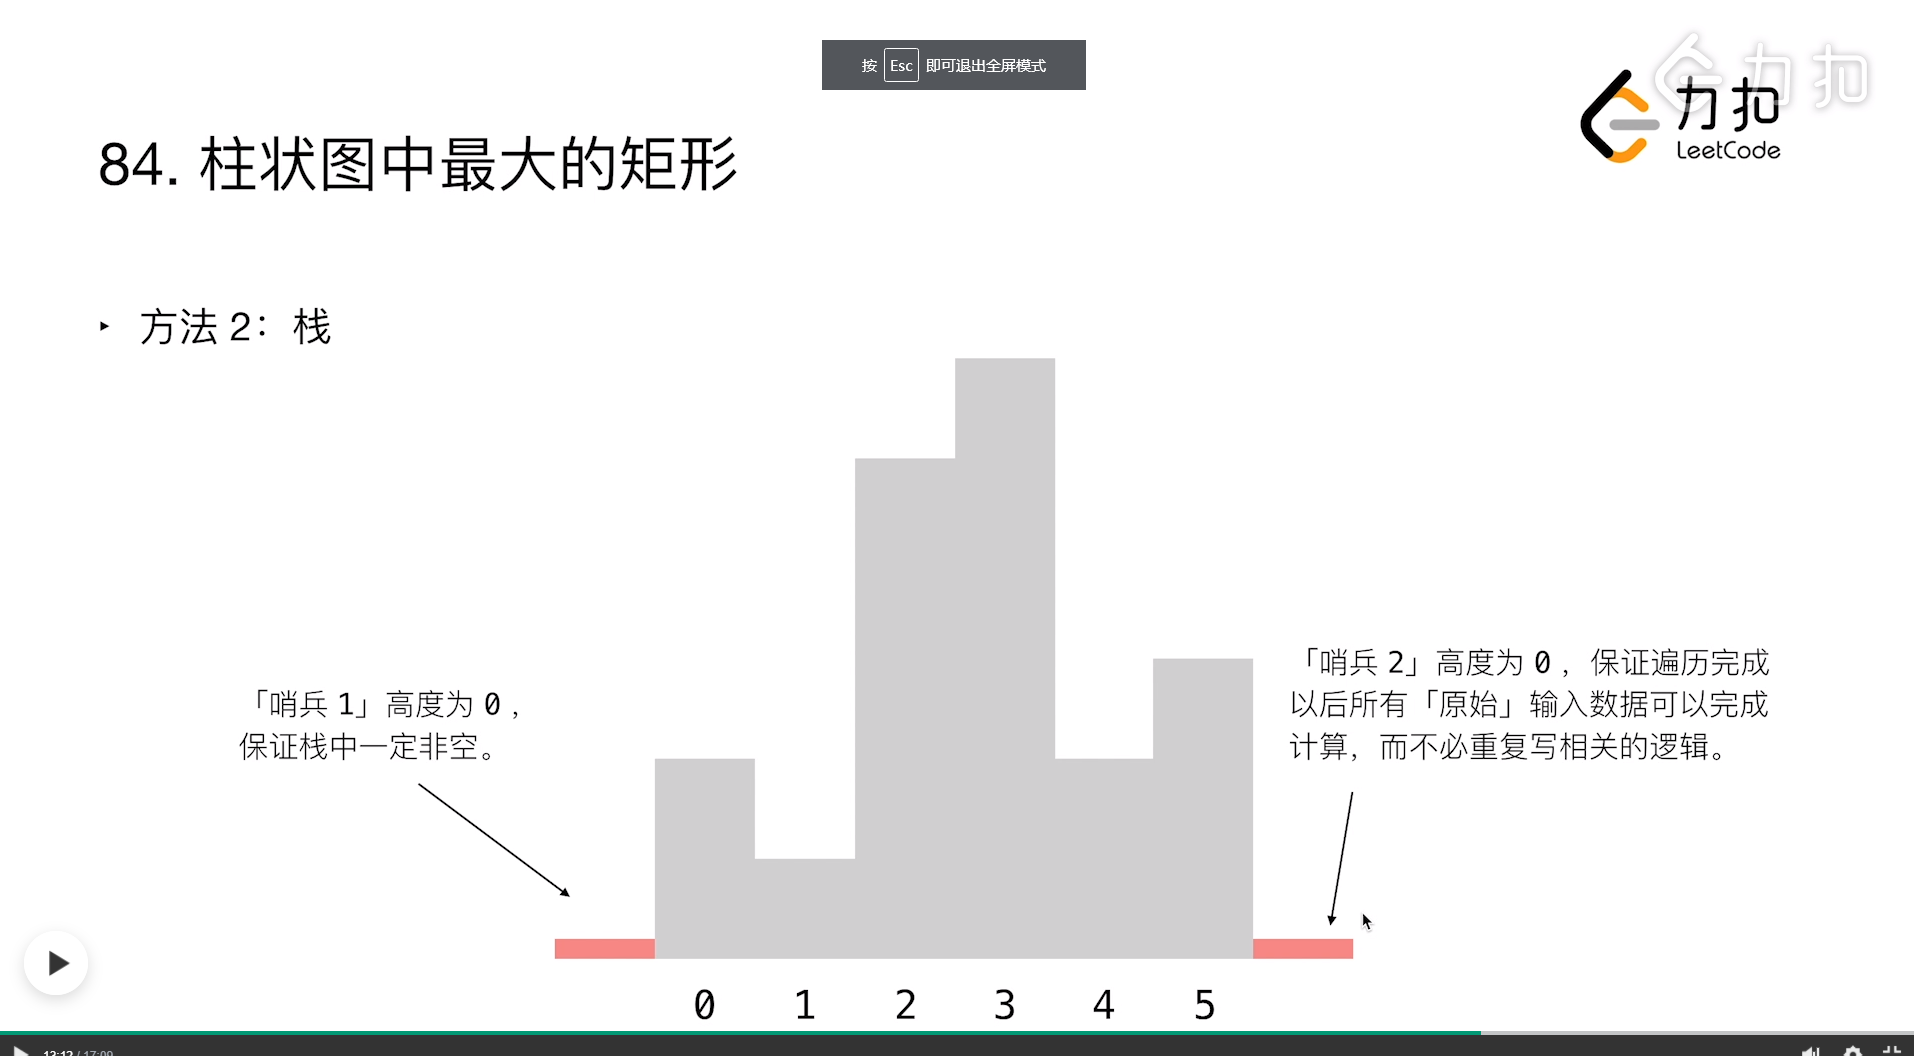 按 Esc 即可退出全屏模式
力扣
力扣
LeetCode
84. 柱状图中最大的矩形
‣ 方法 2：栈
「哨兵 1」高度为 0，
保证栈中一定非空。
「哨兵 2」高度为 0，保证遍历完成
以后所有「原始」输入数据可以完成
计算，而不必重复写相关的逻辑。
0 1 2 3 4 5
13:12 / 17:09